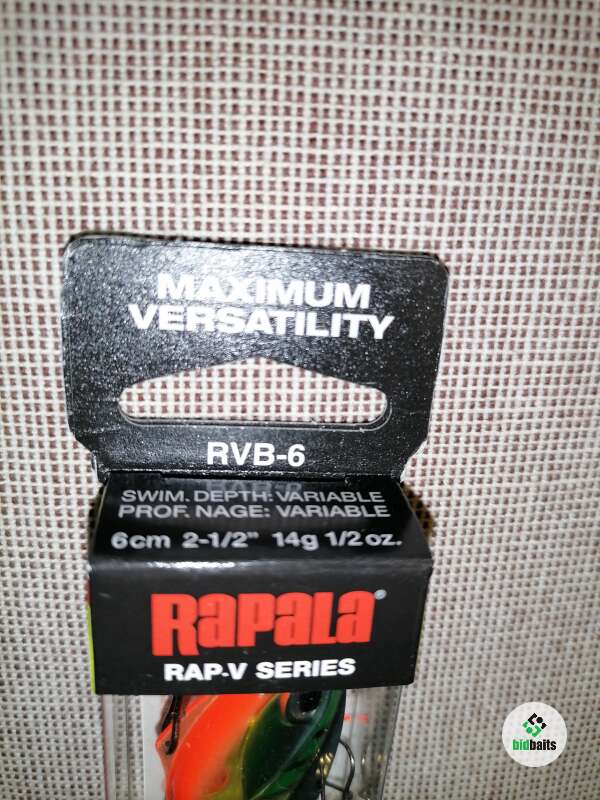 MAXIMUM
VERSATILITY
RVB-6
SWIM. DEPTH: VARIABLE
PROF. NAGE: VARIABLE
6cm 2-1/2" 14g 1/2 oz.
Rapala®
RAP-V SERIES
bidbaits